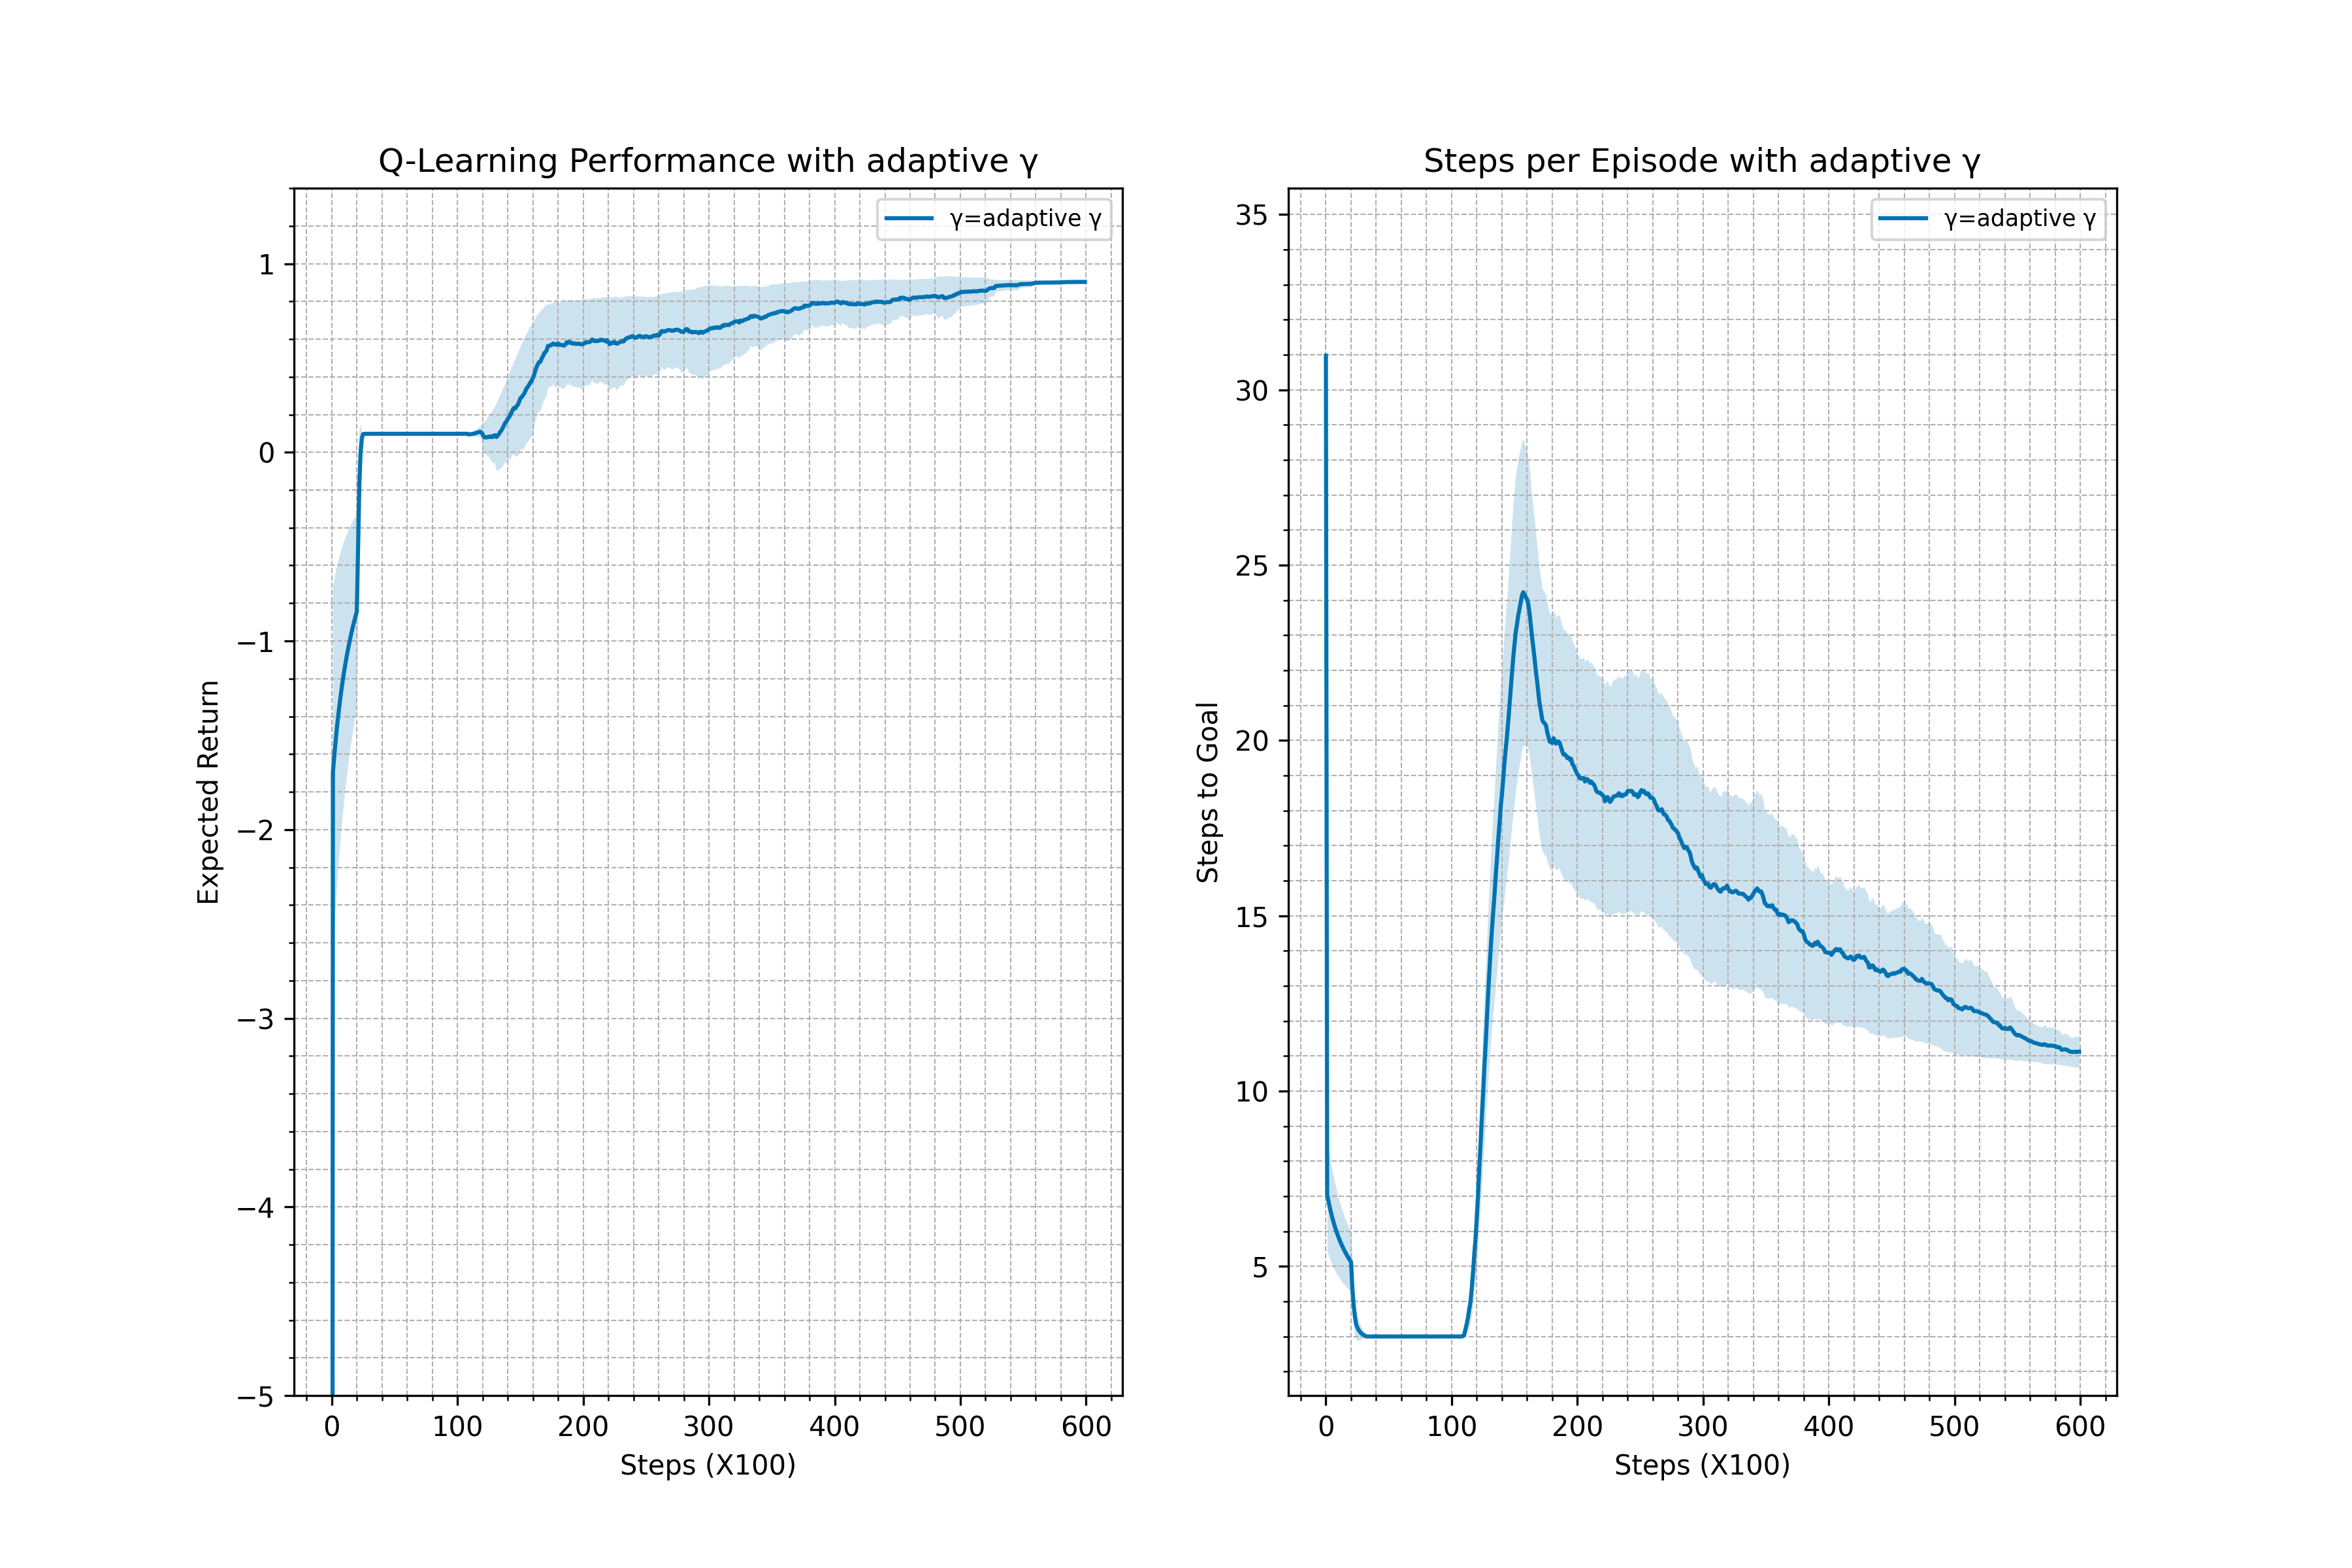 Q-Learning Performance with adaptive γ
γ=adaptive γ
1
0
−1
−2
−3
−4
−5
Expected Return
0 100 200 300 400 500 600
Steps (X100)
Steps per Episode with adaptive γ
γ=adaptive γ
35
30
25
20
15
10
5
Steps to Goal
0 100 200 300 400 500 600
Steps (X100)